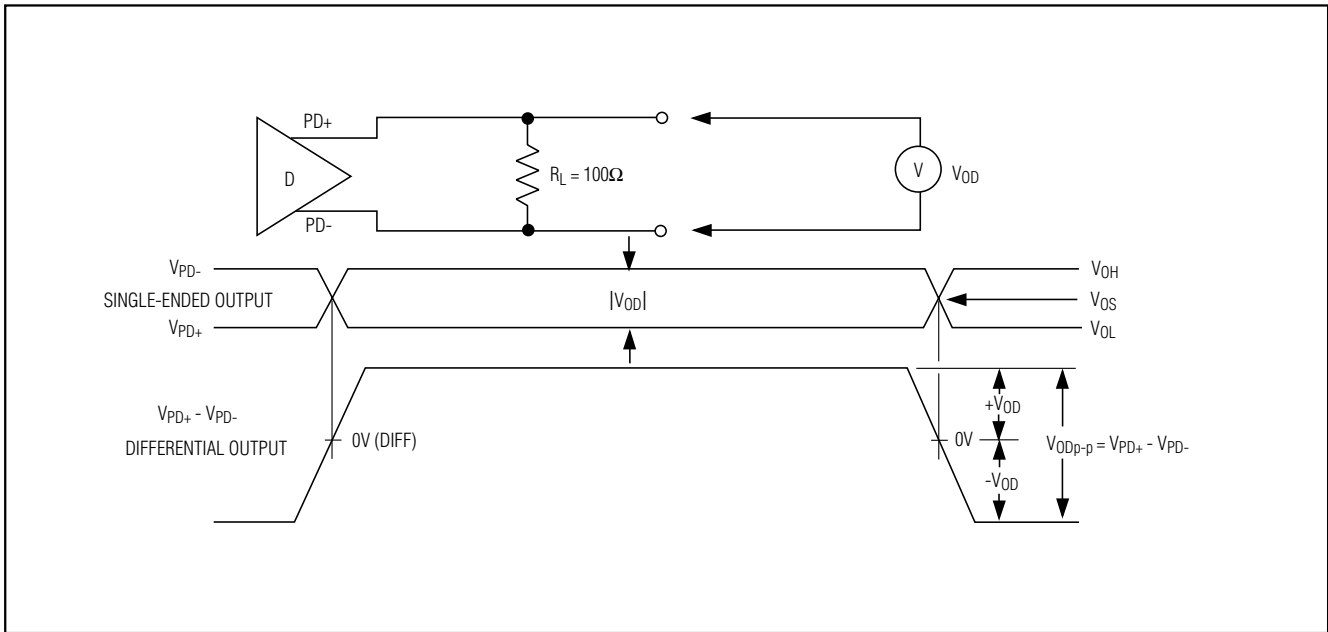 PD+
D
PD-
R_L = 100Ω
V
V_OD
V_PD-
SINGLE-ENDED OUTPUT
V_PD+
|V_OD|
V_OH
V_OS
V_OL
V_PD+ - V_PD-
DIFFERENTIAL OUTPUT
0V (DIFF)
+V_OD
0V
-V_OD
V_ODp-p = V_PD+ - V_PD-